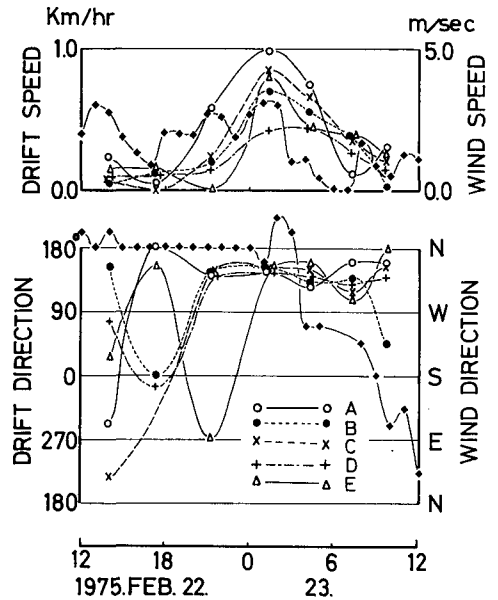 Km/hr m/sec
1.0 5.0
DRIFT SPEED WIND SPEED
0.0 0.0
180 N
90 W
DRIFT DIRECTION 0 S WIND DIRECTION
A
B
270 C E
D
E
180 N
12 18 0 6 12
1975.FEB. 22. 23.